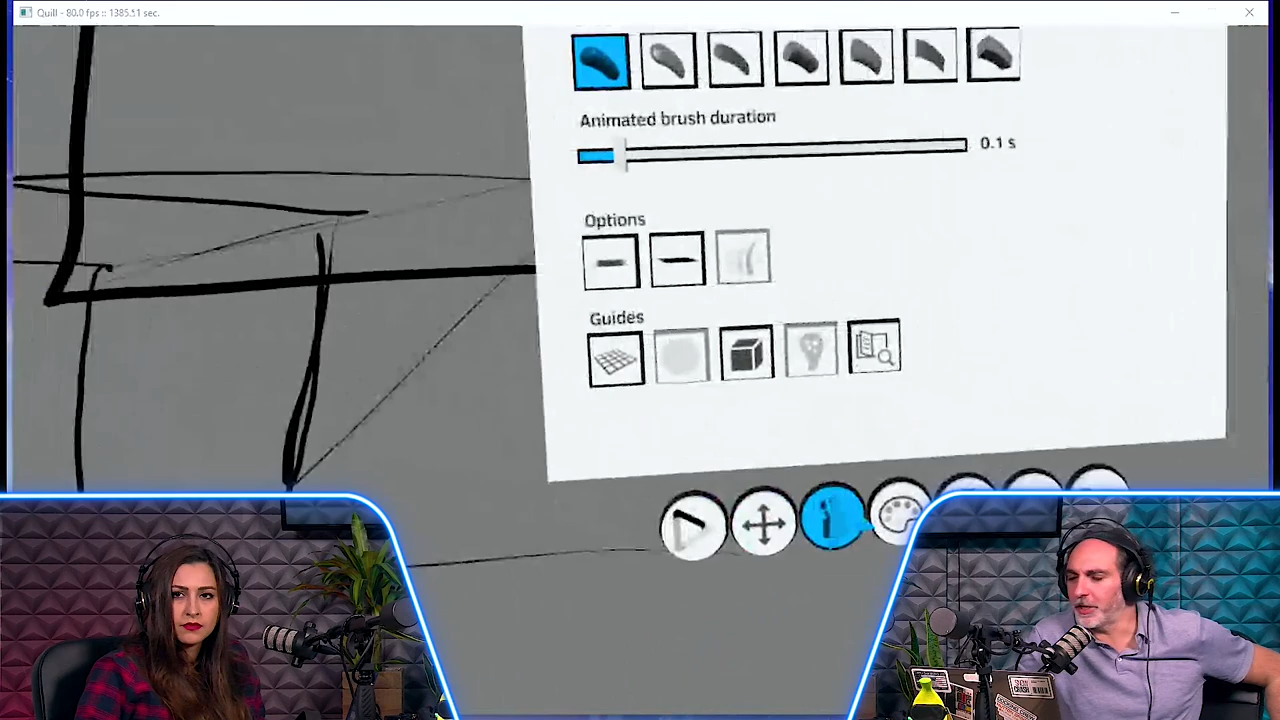 Quill - 80.0 fps :: 1385.51 sec.
Animated brush duration
0.1 s
Options
Guides